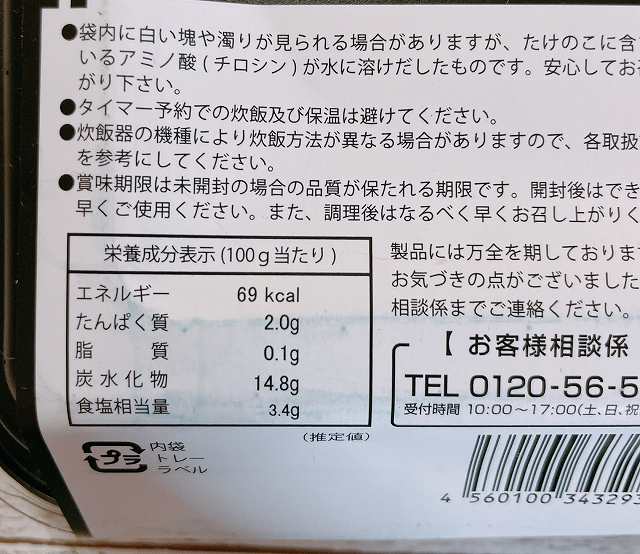 ●袋内に白い塊や濁りが見られる場合がありますが、たけのこに含
いるアミノ酸(チロシン)が水に溶けだしたものです。安心してお
がり下さい。
●タイマー予約での炊飯及び保温は避けてください。
●炊飯器の機種により炊飯方法が異なる場合がありますので、各取扱
を参考にしてください。
●賞味期限は未開封の場合の品質が保たれる期限です。開封後はでき
早くご使用ください。また、調理後はなるべく早くお召し上がりく
栄養成分表示(100g当たり)
エネルギー 69 kcal
たんぱく質 2.0g
脂質 0.1g
炭水化物 14.8g
食塩相当量 3.4g
(推定値)
プラ
内袋
トレー
ラベル
製品には万全を期しておりま
お気づきの点がございました
相談係までご連絡ください。
【お客様相談係
TEL 0120-56-5
受付時間 10:00〜17:00(土、日、祝
4 560100 343293